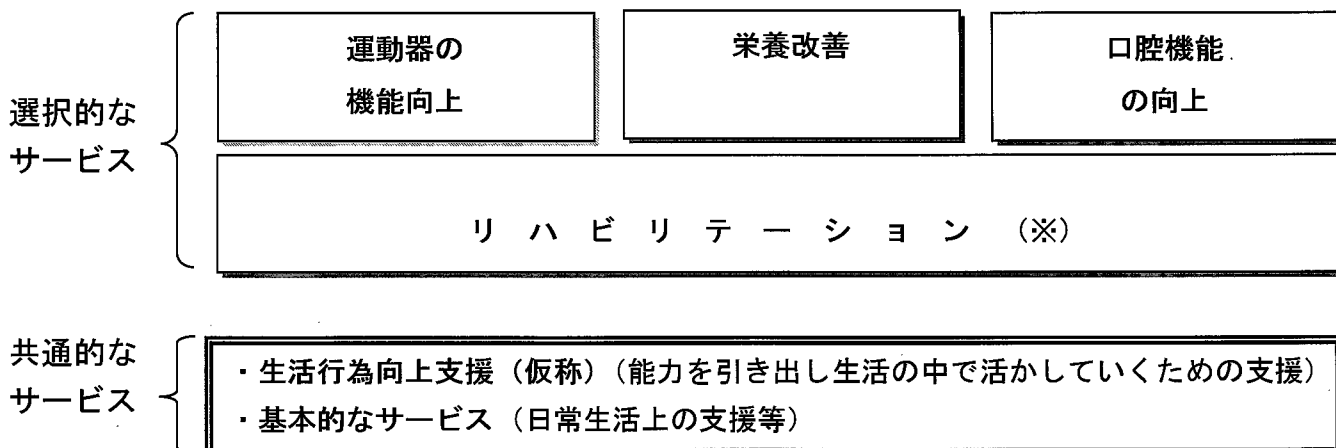 選択的な
サービス
運動器の
機能向上
栄養改善
口腔機能
の向上
リハビリテーション (※)
共通的な
サービス
・生活行為向上支援（仮称）（能力を引き出し生活の中で活かしていくための支援）
・基本的なサービス（日常生活上の支援等）